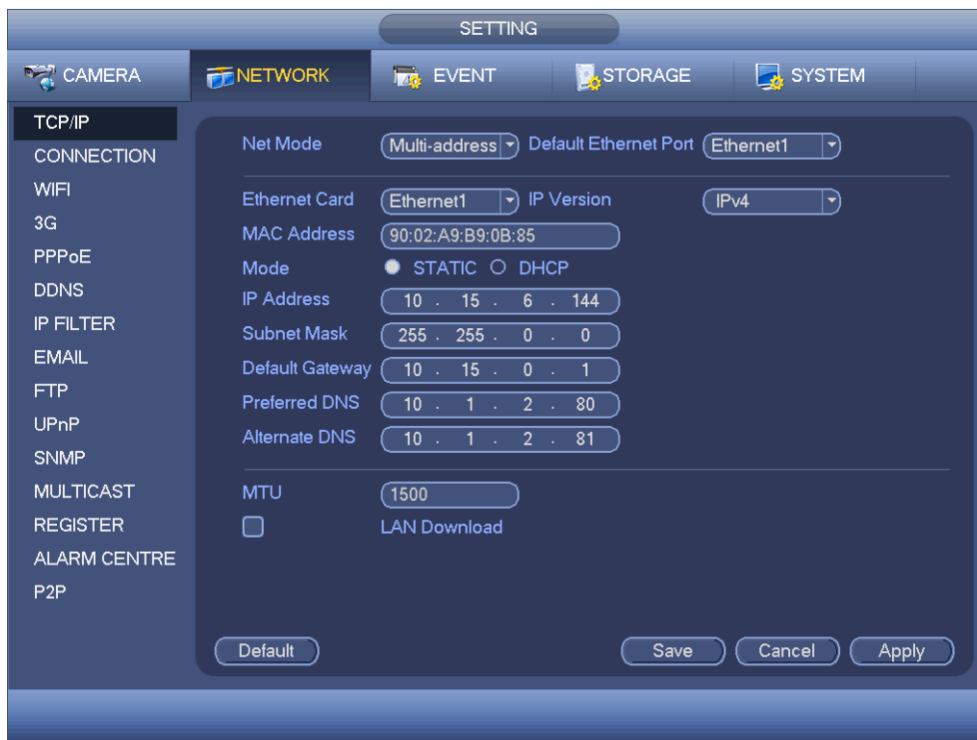 SETTING
CAMERA NETWORK EVENT STORAGE SYSTEM
TCP/IP
CONNECTION
WIFI
3G
PPPoE
DDNS
IP FILTER
EMAIL
FTP
UPnP
SNMP
MULTICAST
REGISTER
ALARM CENTRE
P2P
Net Mode Multi-address Default Ethernet Port Ethernet1
Ethernet Card Ethernet1 IP Version IPv4
MAC Address 90:02:A9:B9:0B:85
Mode STATIC DHCP
IP Address 10 . 15 . 6 . 144
Subnet Mask 255 . 255 . 0 . 0
Default Gateway 10 . 15 . 0 . 1
Preferred DNS 10 . 1 . 2 . 80
Alternate DNS 10 . 1 . 2 . 81
MTU 1500
LAN Download
Default Save Cancel Apply